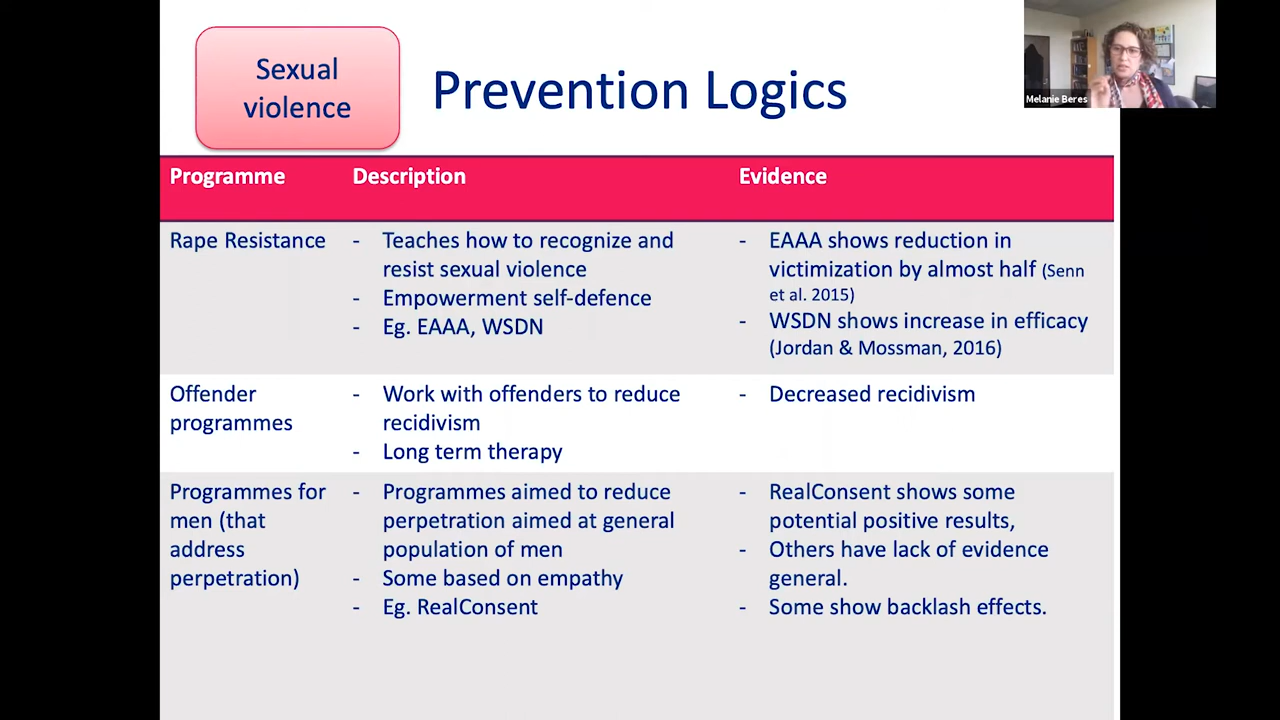 Sexual
violence
Prevention Logics
Melanie Beres
Programme
Description
Evidence
Rape Resistance
- Teaches how to recognize and
resist sexual violence
- Empowerment self-defence
- Eg. EAAA, WSDN
- EAAA shows reduction in
victimization by almost half (Senn
et al. 2015)
- WSDN shows increase in efficacy
(Jordan & Mossman, 2016)
Offender
programmes
- Work with offenders to reduce
recidivism
- Long term therapy
- Decreased recidivism
Programmes for
men (that
address
perpetration)
- Programmes aimed to reduce
perpetration aimed at general
population of men
- Some based on empathy
- Eg. RealConsent
- RealConsent shows some
potential positive results,
- Others have lack of evidence
general.
- Some show backlash effects.